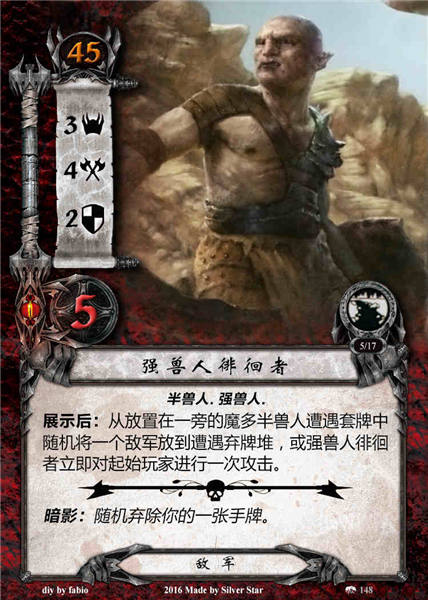 45
3
4
2
5
5/17
强兽人徘徊者
半兽人. 强兽人.
展示后：从放置在一旁的魔多半兽人遭遇套牌中
随机将一个敌军放到遭遇弃牌堆，或强兽人徘徊
者立即对起始玩家进行一次攻击。
暗影：随机弃除你的一张手牌。
敌军
diy by fabio
2016 Made by Silver Star
148